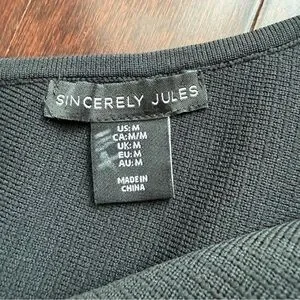 SINCERELY JULES
US: M
CA: M/M
UK: M
EU: M
AU: M
MADE IN
CHINA